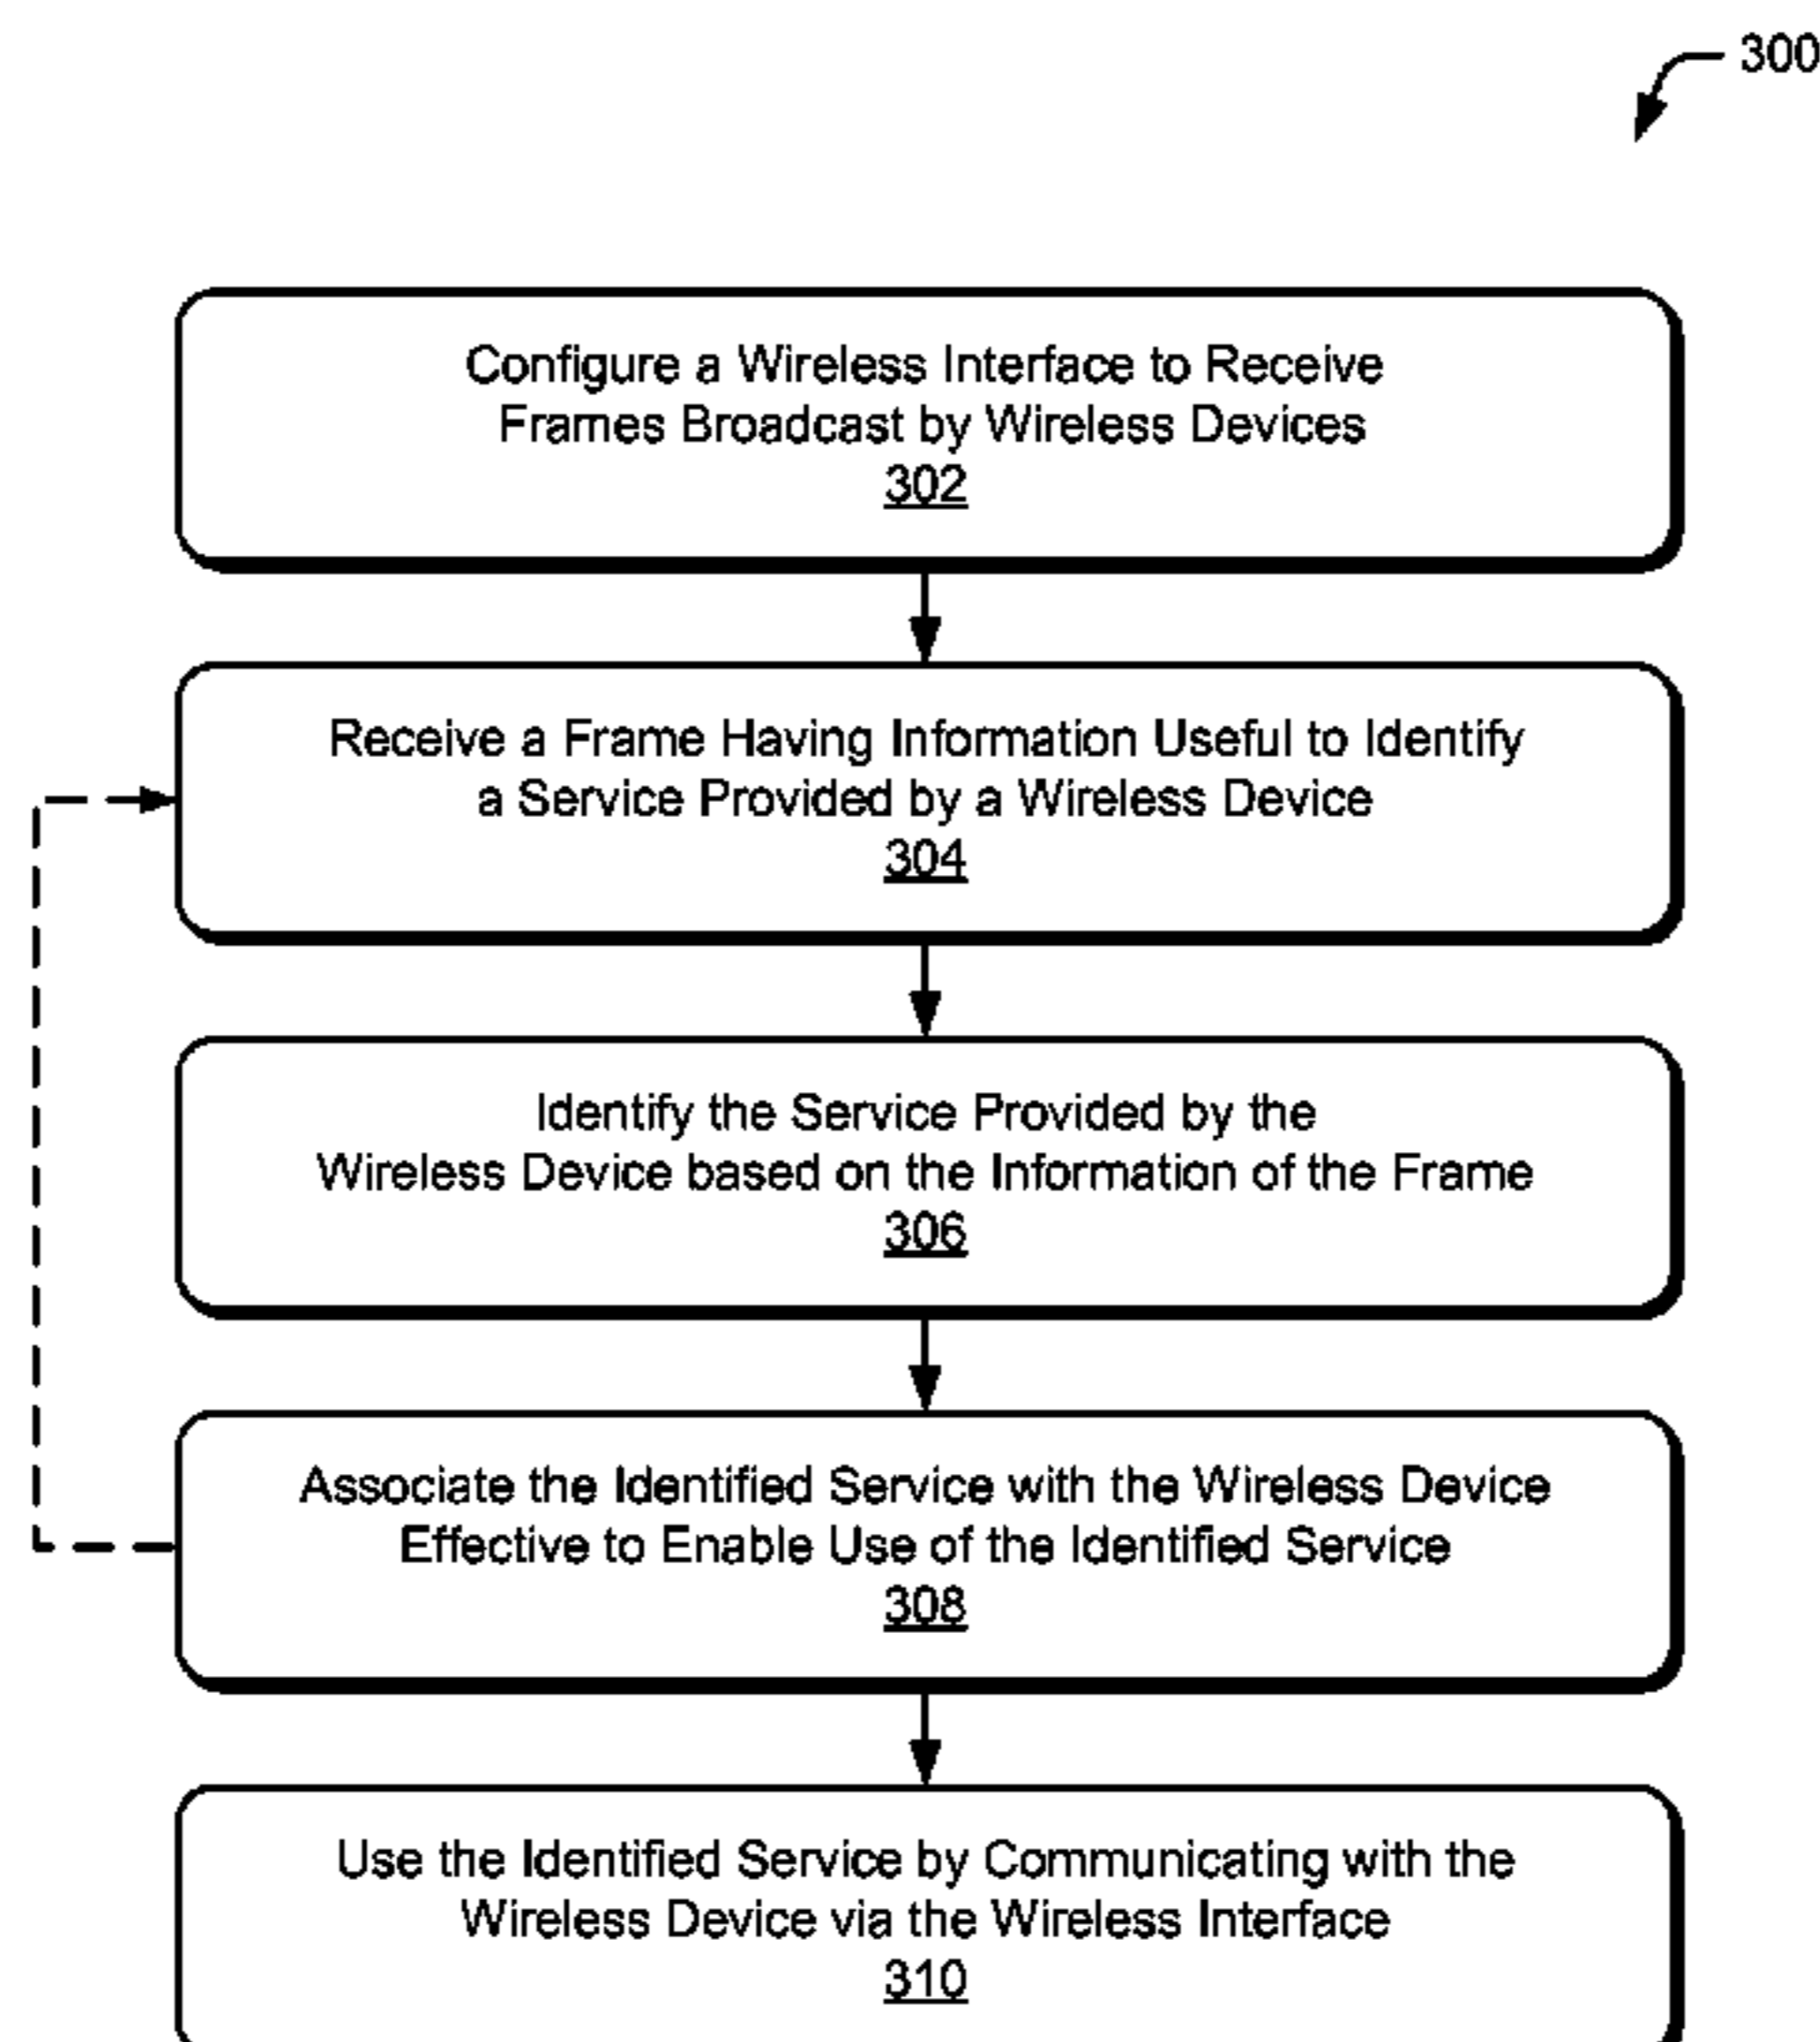 300
Configure a Wireless Interface to Receive
Frames Broadcast by Wireless Devices
302
Receive a Frame Having Information Useful to Identify
a Service Provided by a Wireless Device
304
Identify the Service Provided by the
Wireless Device based on the Information of the Frame
306
Associate the Identified Service with the Wireless Device
Effective to Enable Use of the Identified Service
308
Use the Identified Service by Communicating with the
Wireless Device via the Wireless Interface
310